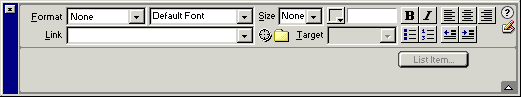 Format None Default Font Size None B I
Link Target
List Item...